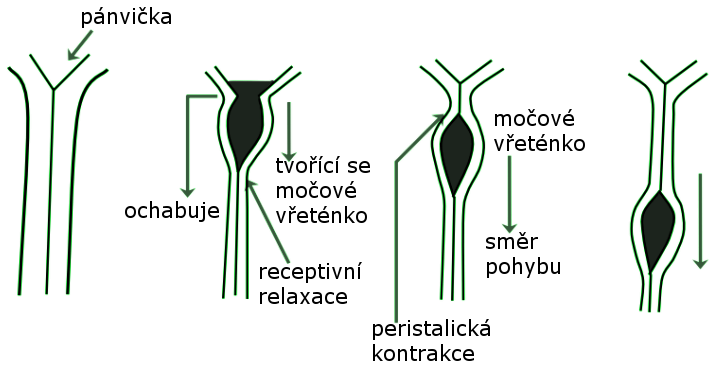 pánvička
ochabuje
tvořící se
močové
vřeténko
receptivní
relaxace
peristalická
kontrakce
močové
vřeténko
směr
pohybu